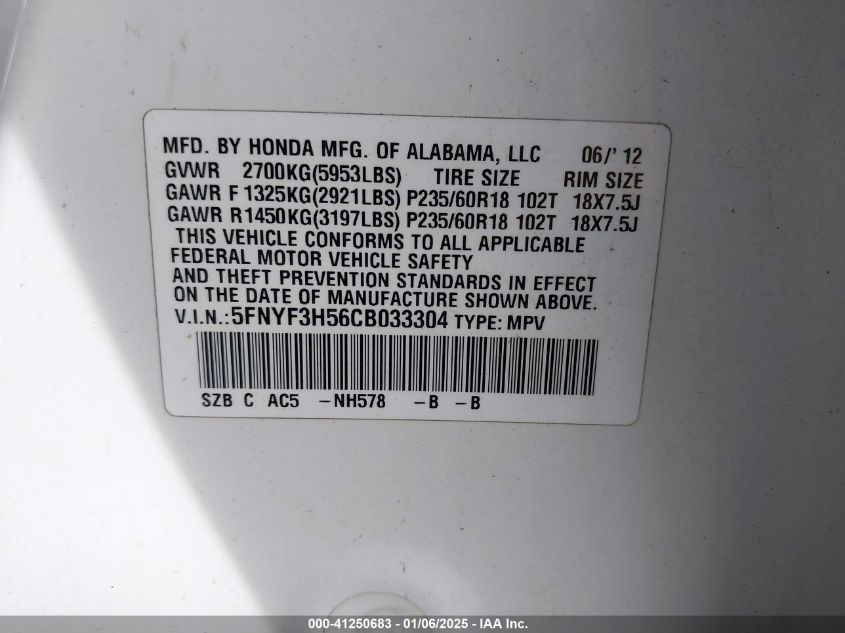 MFD. BY HONDA MFG. OF ALABAMA, LLC 06/' 12
GVWR 2700KG(5953LBS) TIRE SIZE RIM SIZE
GAWR F 1325KG(2921LBS) P235/60R18 102T 18X7.5J
GAWR R1450KG(3197LBS) P235/60R18 102T 18X7.5J
THIS VEHICLE CONFORMS TO ALL APPLICABLE
FEDERAL MOTOR VEHICLE SAFETY
AND THEFT PREVENTION STANDARDS IN EFFECT
ON THE DATE OF MANUFACTURE SHOWN ABOVE.
V.I.N.:5FNYF3H56CB033304 TYPE: MPV
SZB C AC5 -NH578 -B -B
000-41250683 - 01/06/2025 - IAA Inc.